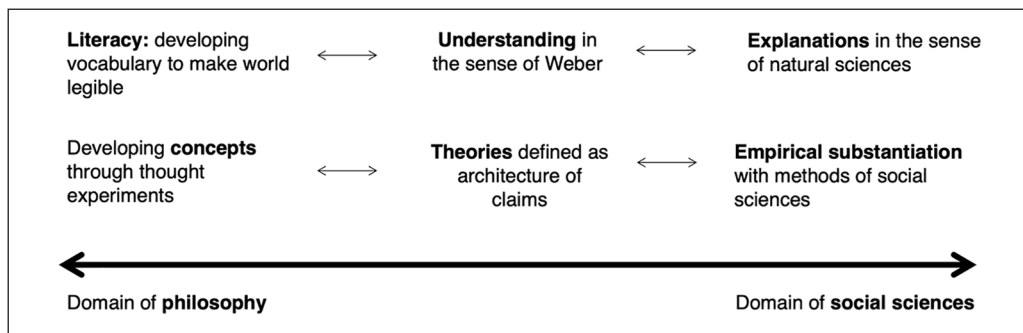 Literacy: developing
vocabulary to make world
legible
Understanding in
the sense of Weber
Explanations in the sense
of natural sciences
Developing concepts
through thought
experiments
Theories defined as
architecture of
claims
Empirical substantiation
with methods of social
sciences
Domain of philosophy
Domain of social sciences